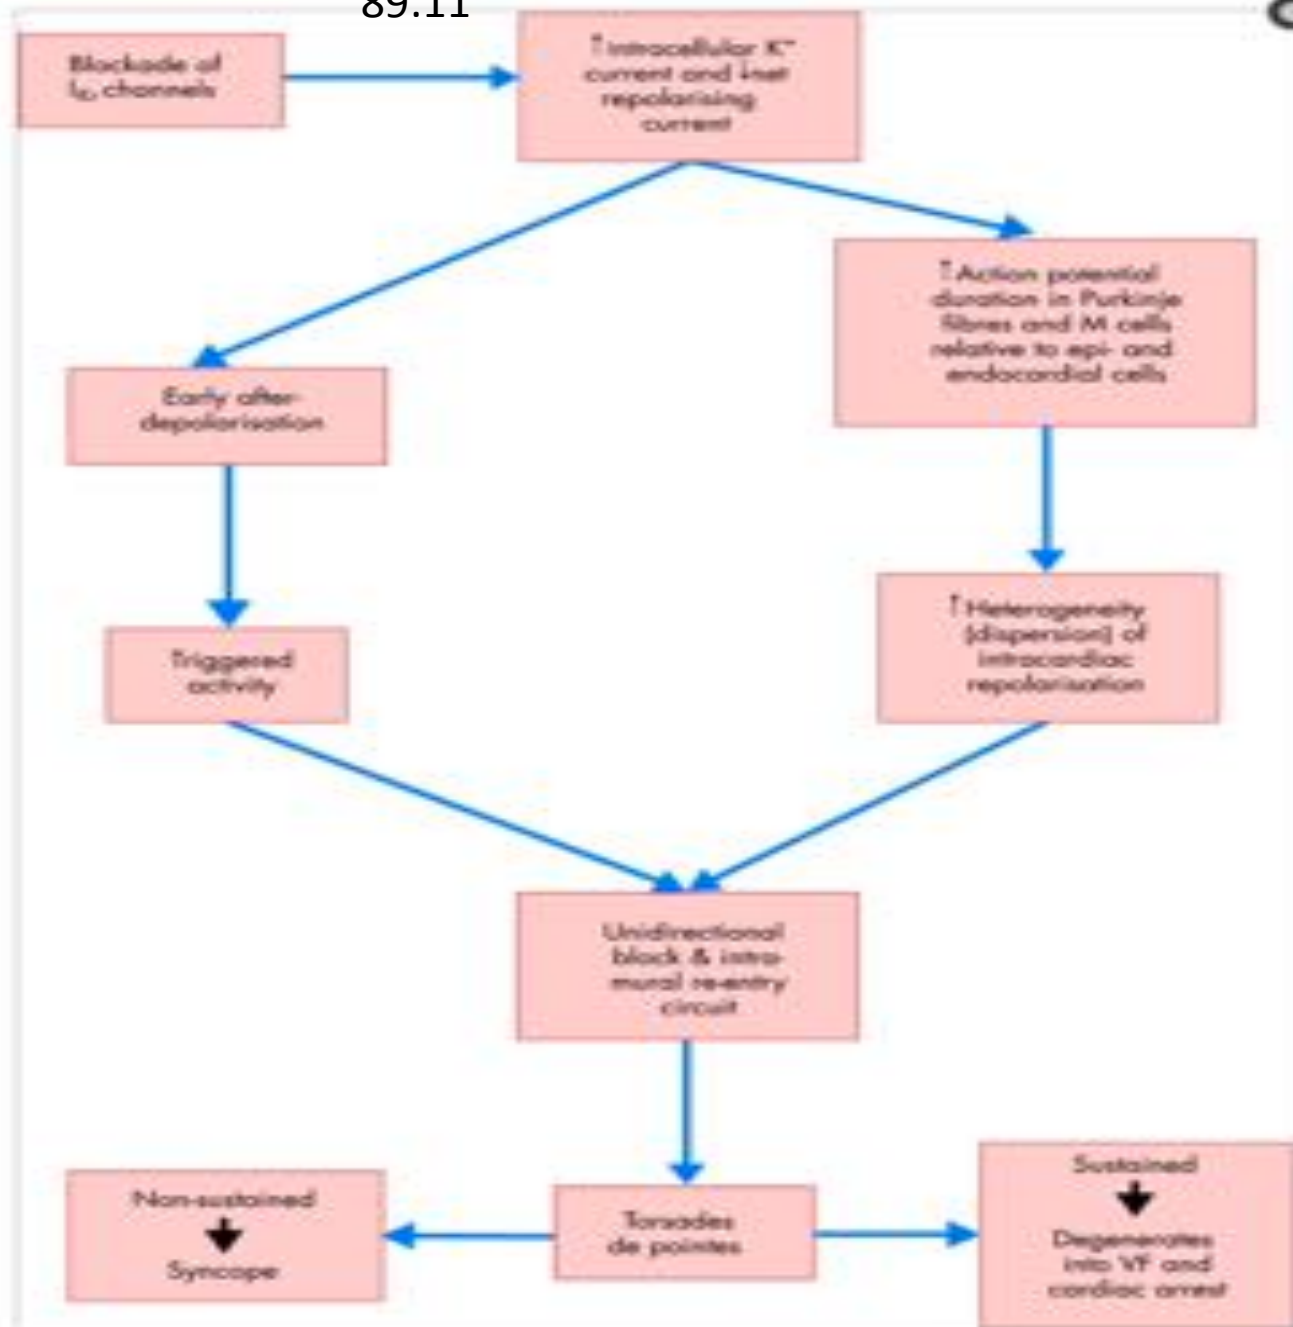 89.11
Blockade of
I_Kr channels
↑Intracellular K⁺
current and ↓net
repolarising
current
↑Action potential
duration in Purkinje
fibres and M cells
relative to epi- and
endocardial cells
Early after-
depolarisation
Triggered
activity
↑Heterogeneity
(dispersion) of
intracardiac
repolarisation
Unidirectional
block & intra-
mural re-entry
circuit
Torsades
de pointes
Non-sustained
Syncope
Sustained
Degenerates
into VF and
cardiac arrest